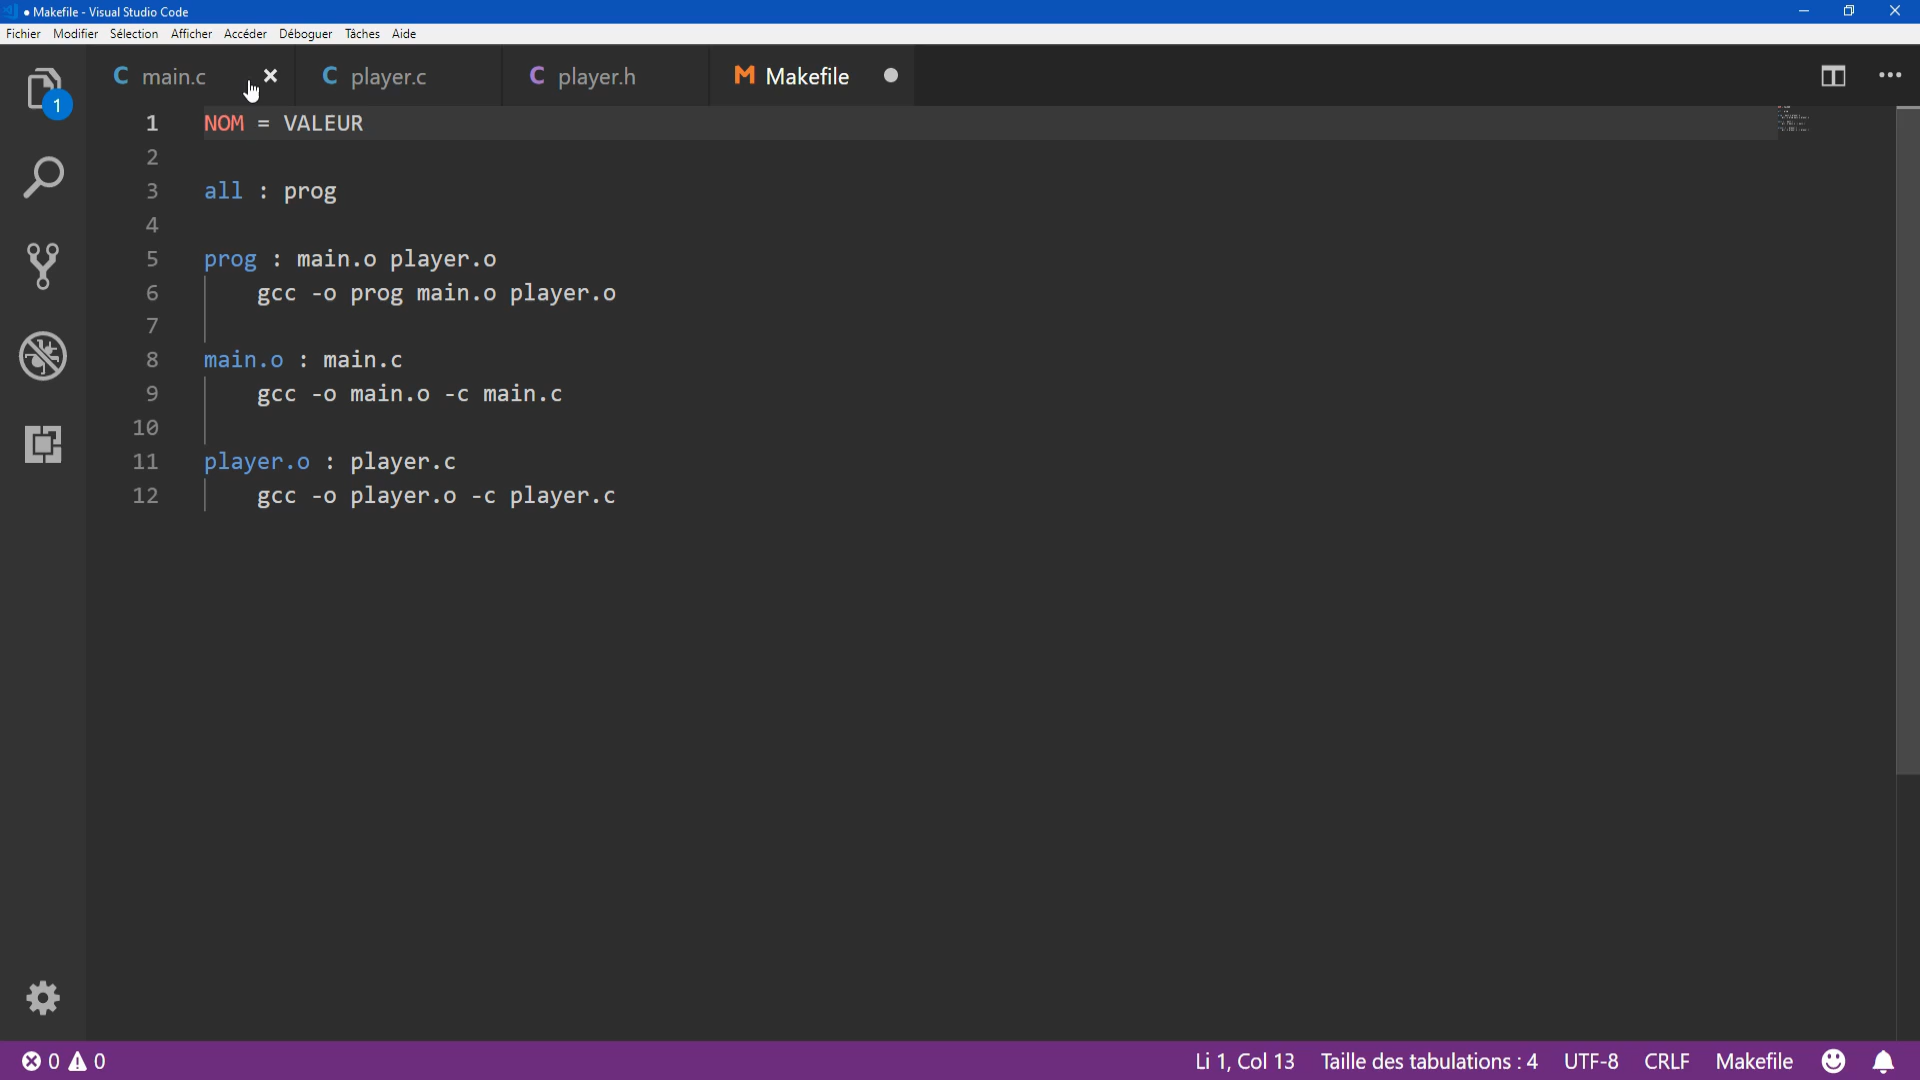 ● Makefile - Visual Studio Code
Fichier Modifier Sélection Afficher Accéder Déboguer Tâches Aide
1
C main.c
C player.c
C player.h
M Makefile
1 NOM = VALEUR
2
3 all : prog
4
5 prog : main.o player.o
6 gcc -o prog main.o player.o
7
8 main.o : main.c
9 gcc -o main.o -c main.c
10
11 player.o : player.c
12 gcc -o player.o -c player.c
0 0 Li 1, Col 13 Taille des tabulations : 4 UTF-8 CRLF Makefile